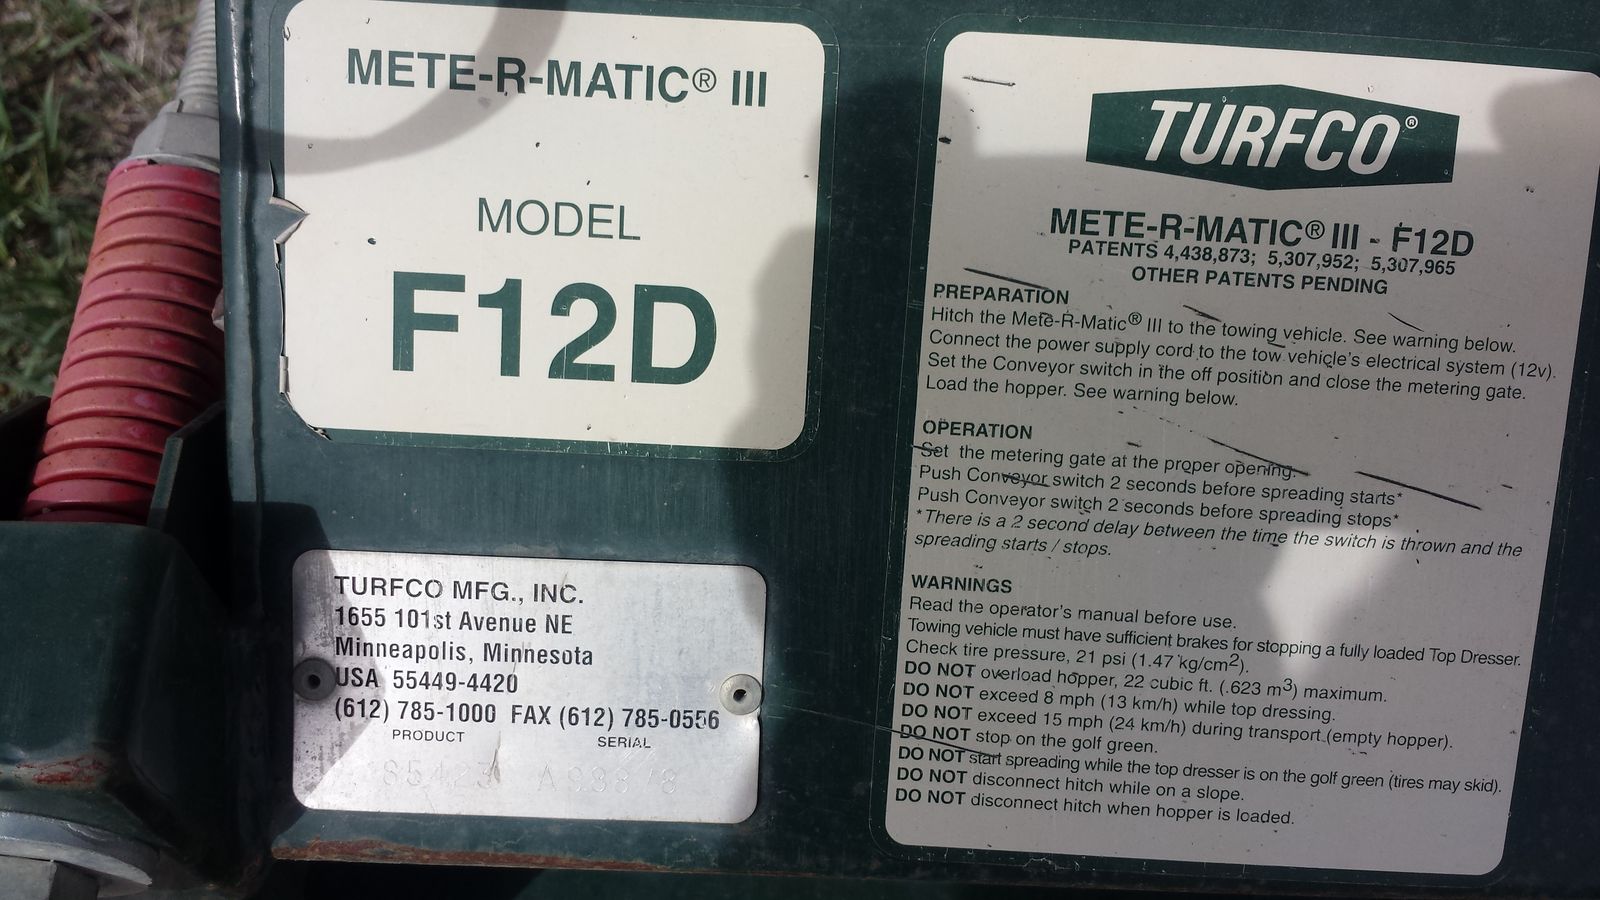 METE-R-MATIC® III
MODEL
F12D
TURFCO MFG., INC.
1655 101st Avenue NE
Minneapolis, Minnesota
USA 55449-4420
(612) 785-1000 FAX (612) 785-0556
PRODUCT SERIAL
85423
TURFCO®
METE-R-MATIC® III - F12D
PATENTS 4,438,873; 5,307,952; 5,307,965
OTHER PATENTS PENDING
PREPARATION
Hitch the Mete-R-Matic® III to the towing vehicle. See warning below.
Connect the power supply cord to the tow vehicle's electrical system (12v).
Set the Conveyor switch in the off position and close the metering gate.
Load the hopper. See warning below.
OPERATION
Set the metering gate at the proper opening.
Push Conveyor switch 2 seconds before spreading starts*
Push Conveyor switch 2 seconds before spreading stops*
*There is a 2 second delay between the time the switch is thrown and the
spreading starts / stops.
WARNINGS
Read the operator's manual before use.
Towing vehicle must have sufficient brakes for stopping a fully loaded Top Dresser.
Check tire pressure, 21 psi (1.47 kg/cm²).
DO NOT overload hopper, 22 cubic ft. (.623 m³) maximum.
DO NOT exceed 8 mph (13 km/h) while top dressing.
DO NOT exceed 15 mph (24 km/h) during transport (empty hopper).
DO NOT stop on the golf green.
DO NOT start spreading while the top dresser is on the golf green (tires may skid).
DO NOT disconnect hitch while on a slope.
DO NOT disconnect hitch when hopper is loaded.